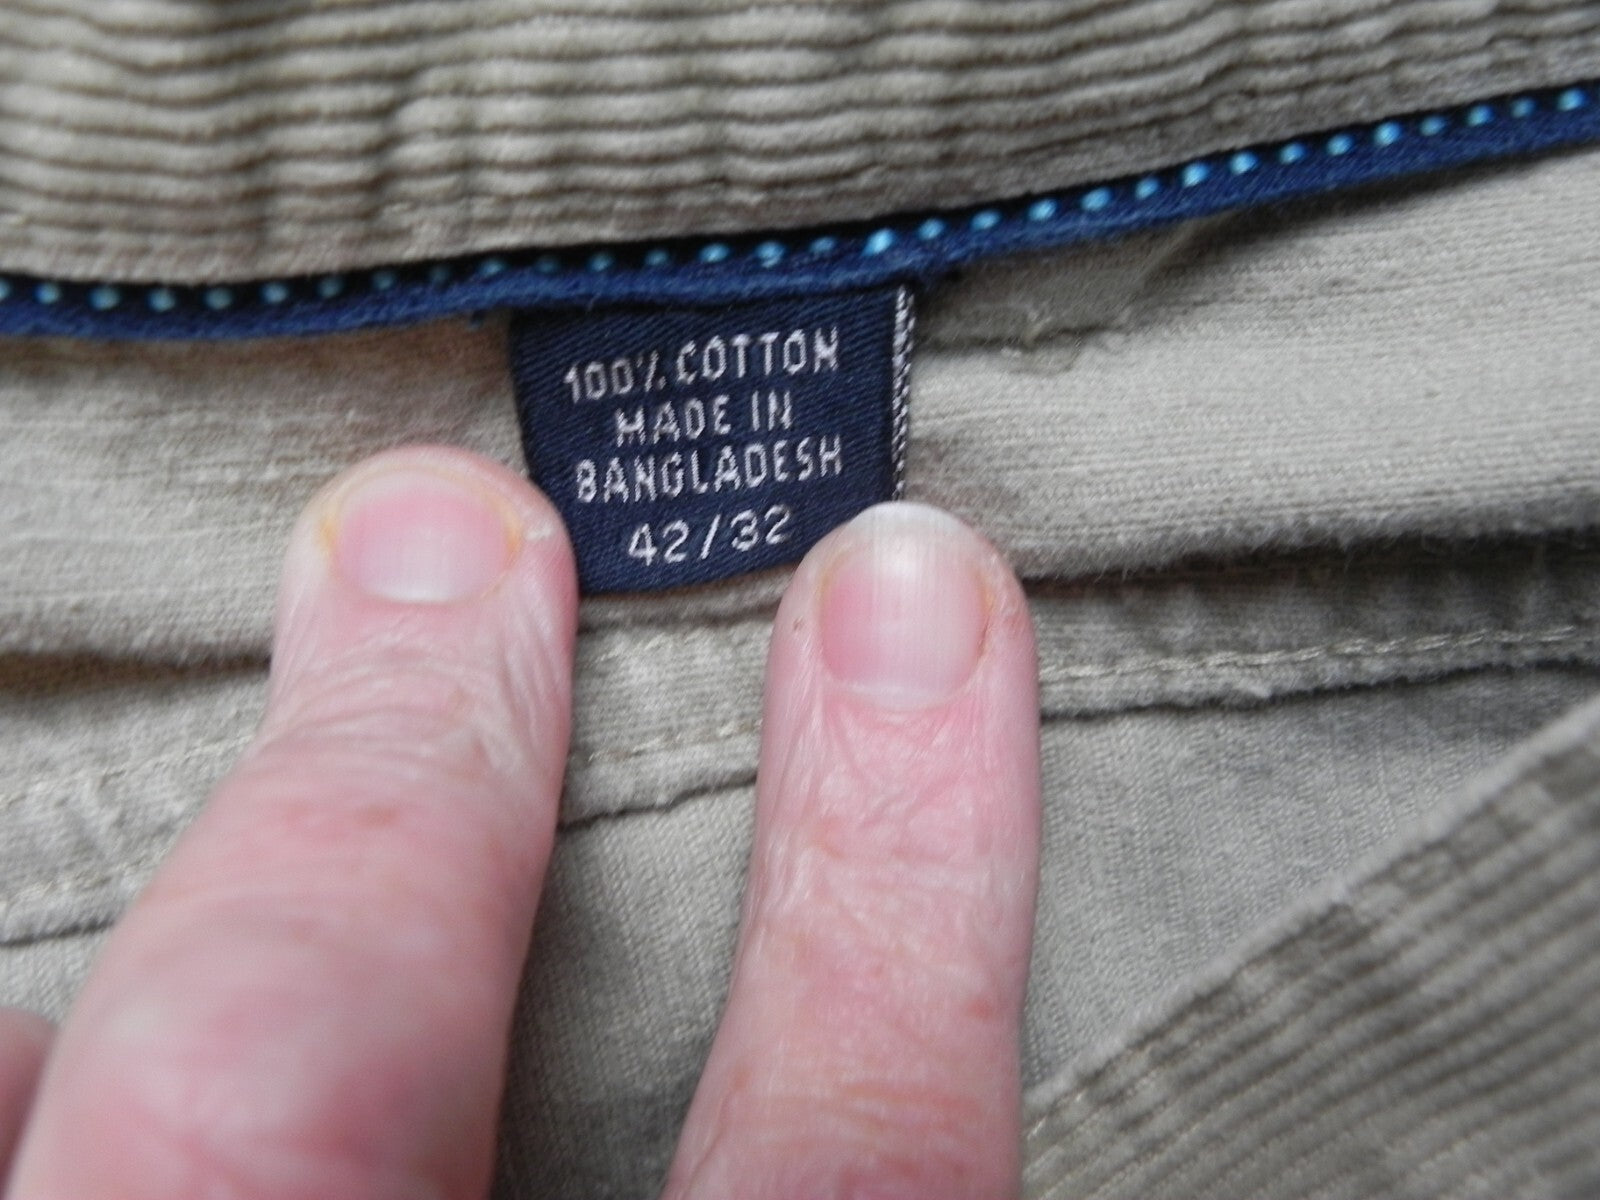 100% COTTON
MADE IN
BANGLADESH
42/32